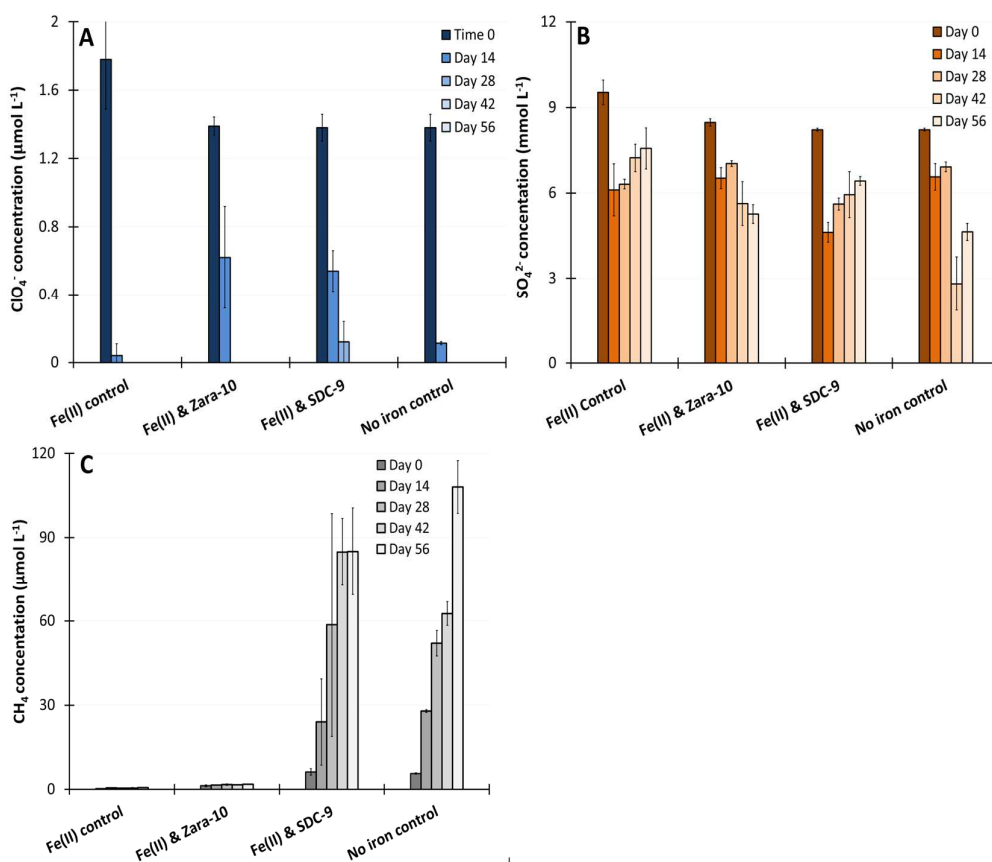 A
ClO₄⁻ concentration (µmol L⁻¹)
2
1.6
1.2
0.8
0.4
0
Time 0
Day 14
Day 28
Day 42
Day 56
Fe(II) control
Fe(II) & Zara-10
Fe(II) & SDC-9
No iron control
B
SO₄²⁻ concentration (mmol L⁻¹)
12
9
6
3
0
Day 0
Day 14
Day 28
Day 42
Day 56
Fe(II) Control
Fe(II) & Zara-10
Fe(II) & SDC-9
No iron control
C
CH₄ concentation (µmol L⁻¹)
120
90
60
30
0
Day 0
Day 14
Day 28
Day 42
Day 56
Fe(II) control
Fe(II) & Zara-10
Fe(II) & SDC-9
No iron control